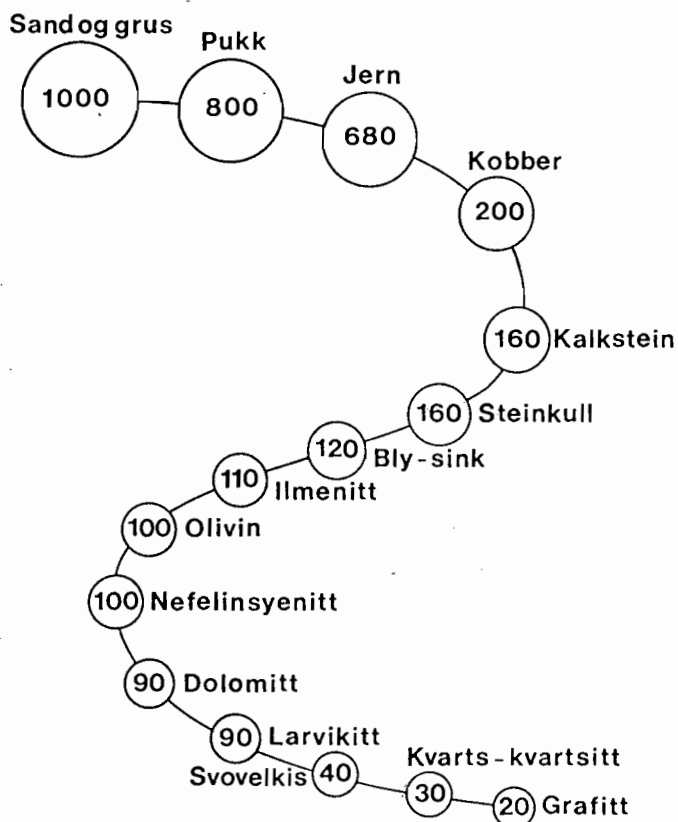 Sand og grus
1000
Pukk
800
Jern
680
Kobber
200
160 Kalkstein
160 Steinkull
120
Bly-sink
110
Ilmenitt
100 Olivin
100 Nefelinsyenitt
90 Dolomitt
90 Larvikitt
Svovelkis 40
Kvarts-kvartsitt
30
20 Grafitt